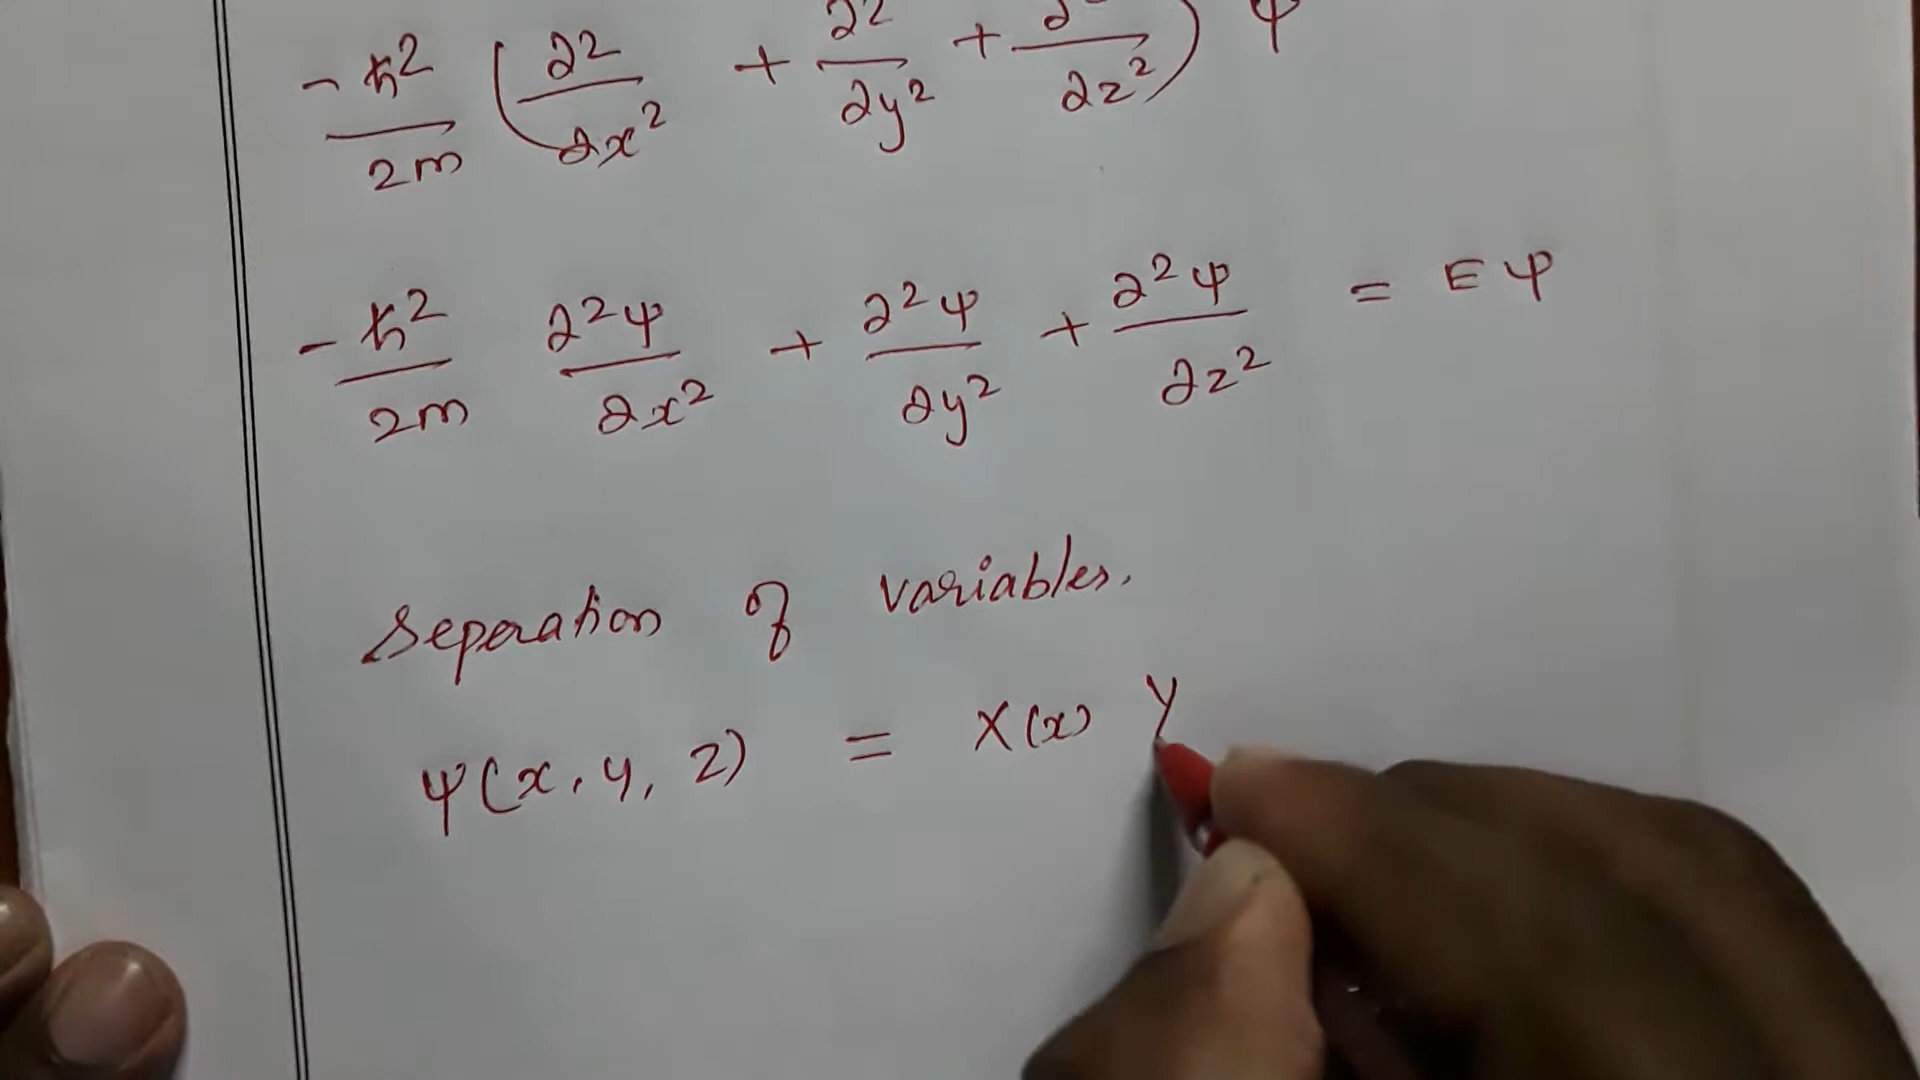 -ħ²/2m (∂2/∂x² + ∂2/∂y² + ∂²/∂z²) ψ
-ħ²/2m ∂²ψ/∂x² + ∂²ψ/∂y² + ∂²ψ/∂z² = Eψ
Seperation of variables.
ψ(x, y, z) = X(x) Y